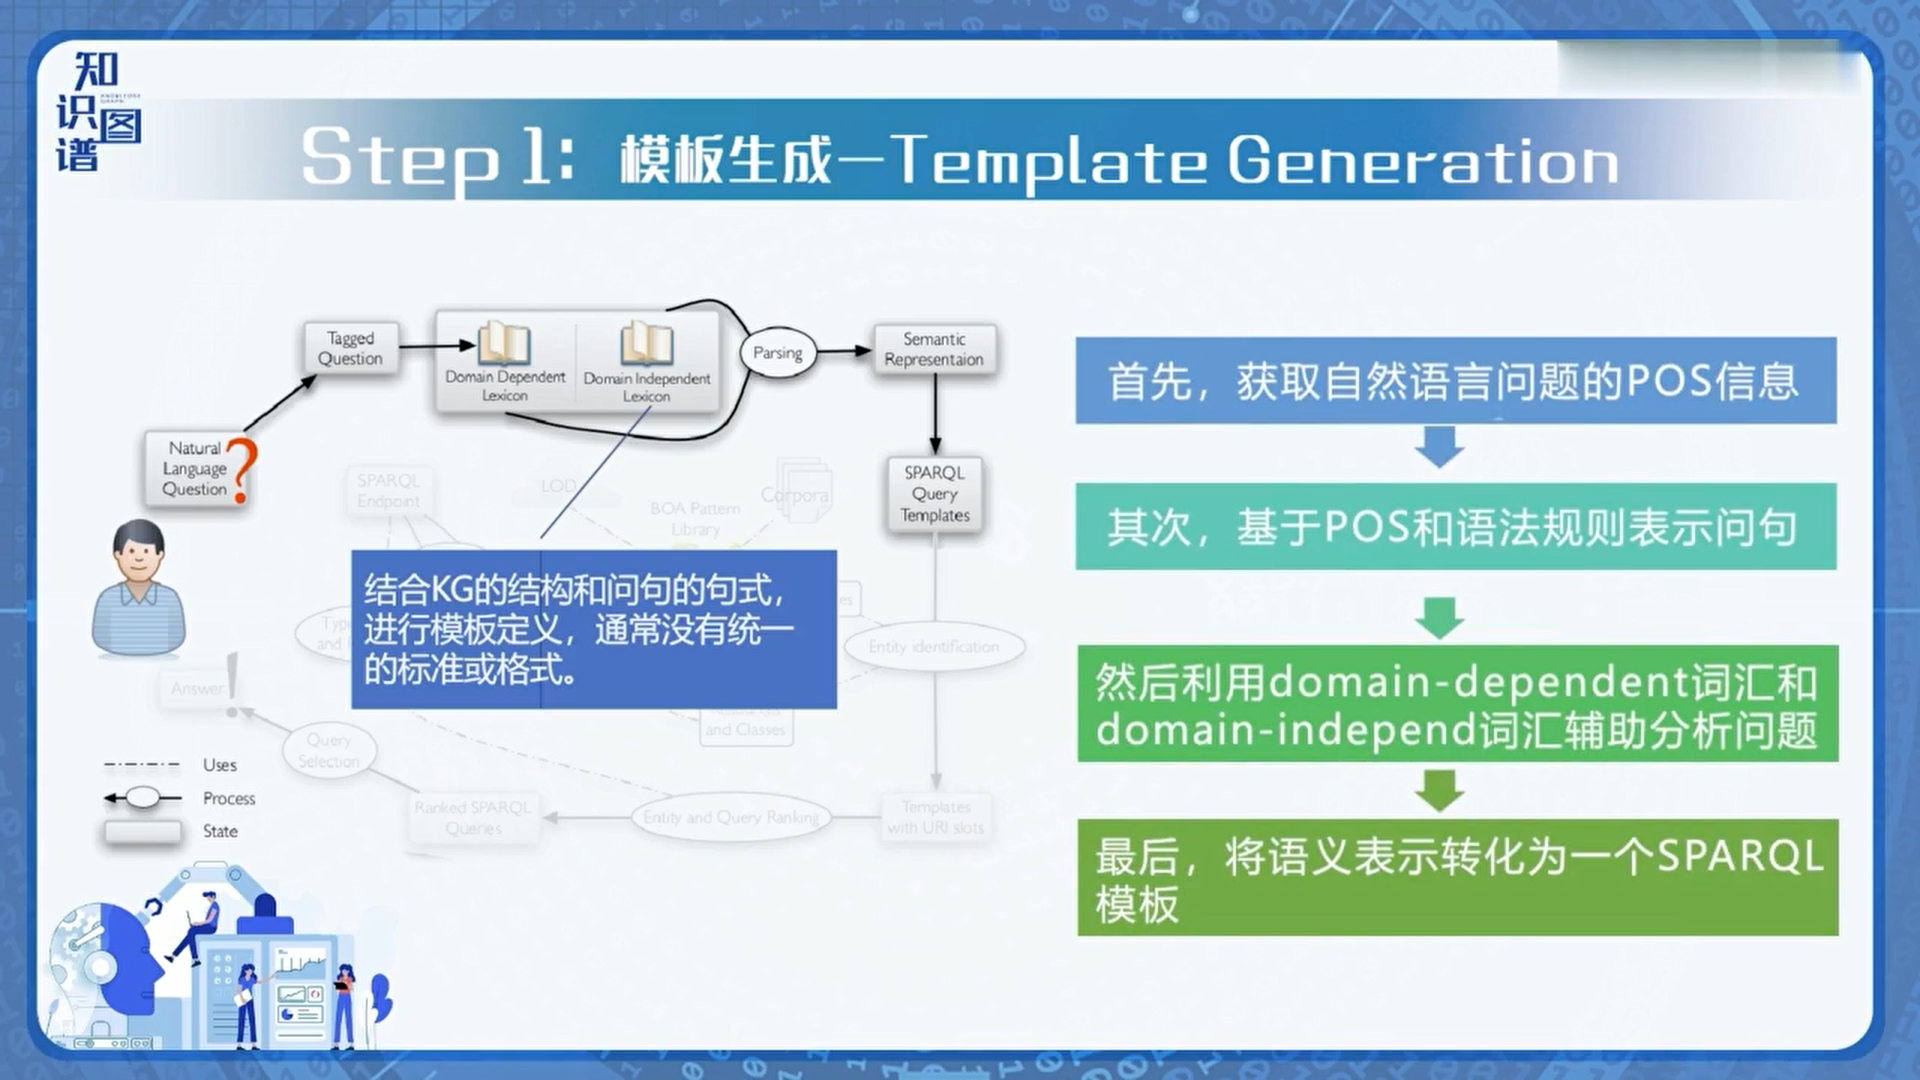 知识图谱
KNOWLEDGE
GRAPH
Step 1：模板生成—Template Generation
Tagged
Question
Domain Dependent
Lexicon
Domain Independent
Lexicon
Parsing
Semantic
Representaion
Natural
Language
Question
?
SPARQL
Endpoint
LOD
BOA Pattern
Library
Corpora
SPARQL
Query
Templates
结合KG的结构和问句的句式，
进行模板定义，通常没有统一
的标准或格式。
Entity identification
Answer
!
and Classes
Query
Selection
Ranked SPARQL
Queries
Entity and Query Ranking
Templates
with URI slots
Uses
Process
State
首先，获取自然语言问题的POS信息
其次，基于POS和语法规则表示问句
然后利用domain-dependent词汇和
domain-independ词汇辅助分析问题
最后，将语义表示转化为一个SPARQL
模板